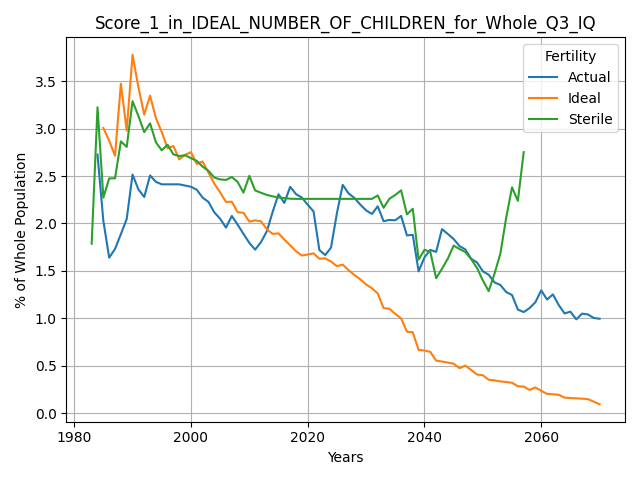 Score_1_in_IDEAL_NUMBER_OF_CHILDREN_for_Whole_Q3_IQ
Fertility
Actual
Ideal
Sterile
% of Whole Population
3.5
3.0
2.5
2.0
1.5
1.0
0.5
0.0
1980 2000 2020 2040 2060
Years